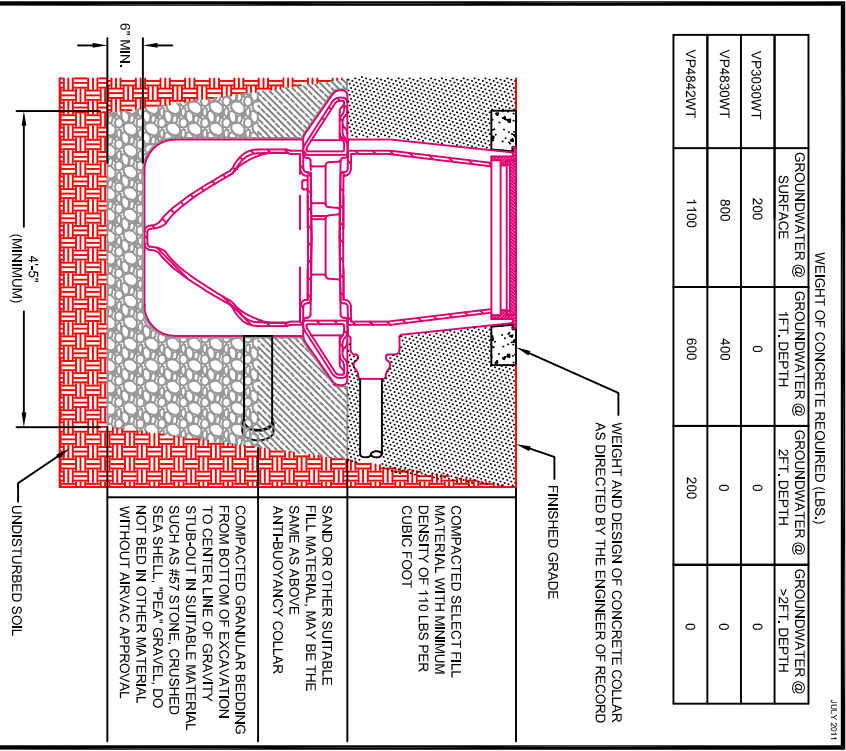 JULY 2011
WEIGHT OF CONCRETE REQUIRED (LBS.)
GROUNDWATER @ SURFACE GROUNDWATER @ 1FT. DEPTH GROUNDWATER @ 2FT. DEPTH GROUNDWATER @ >2FT. DEPTH
VP3030WT 200 0 0 0
VP4830WT 800 400 0 0
VP4842WT 1100 600 200 0
WEIGHT AND DESIGN OF CONCRETE COLLAR
AS DIRECTED BY THE ENGINEER OF RECORD
FINISHED GRADE
COMPACTED SELECT FILL
MATERIAL WITH MINIMUM
DENSITY OF 110 LBS PER
CUBIC FOOT
SAND OR OTHER SUITABLE
FILL MATERIAL, MAY BE THE
SAME AS ABOVE
ANTI-BUOYANCY COLLAR
COMPACTED GRANULAR BEDDING
FROM BOTTOM OF EXCAVATION
TO CENTER LINE OF GRAVITY
STUB-OUT IN SUITABLE MATERIAL
SUCH AS #57 STONE, CRUSHED
SEA SHELL, "PEA" GRAVEL, DO
NOT BED IN OTHER MATERIAL
WITHOUT AIRVAC APPROVAL
6" MIN.
4'-5"
(MINIMUM)
UNDISTURBED SOIL